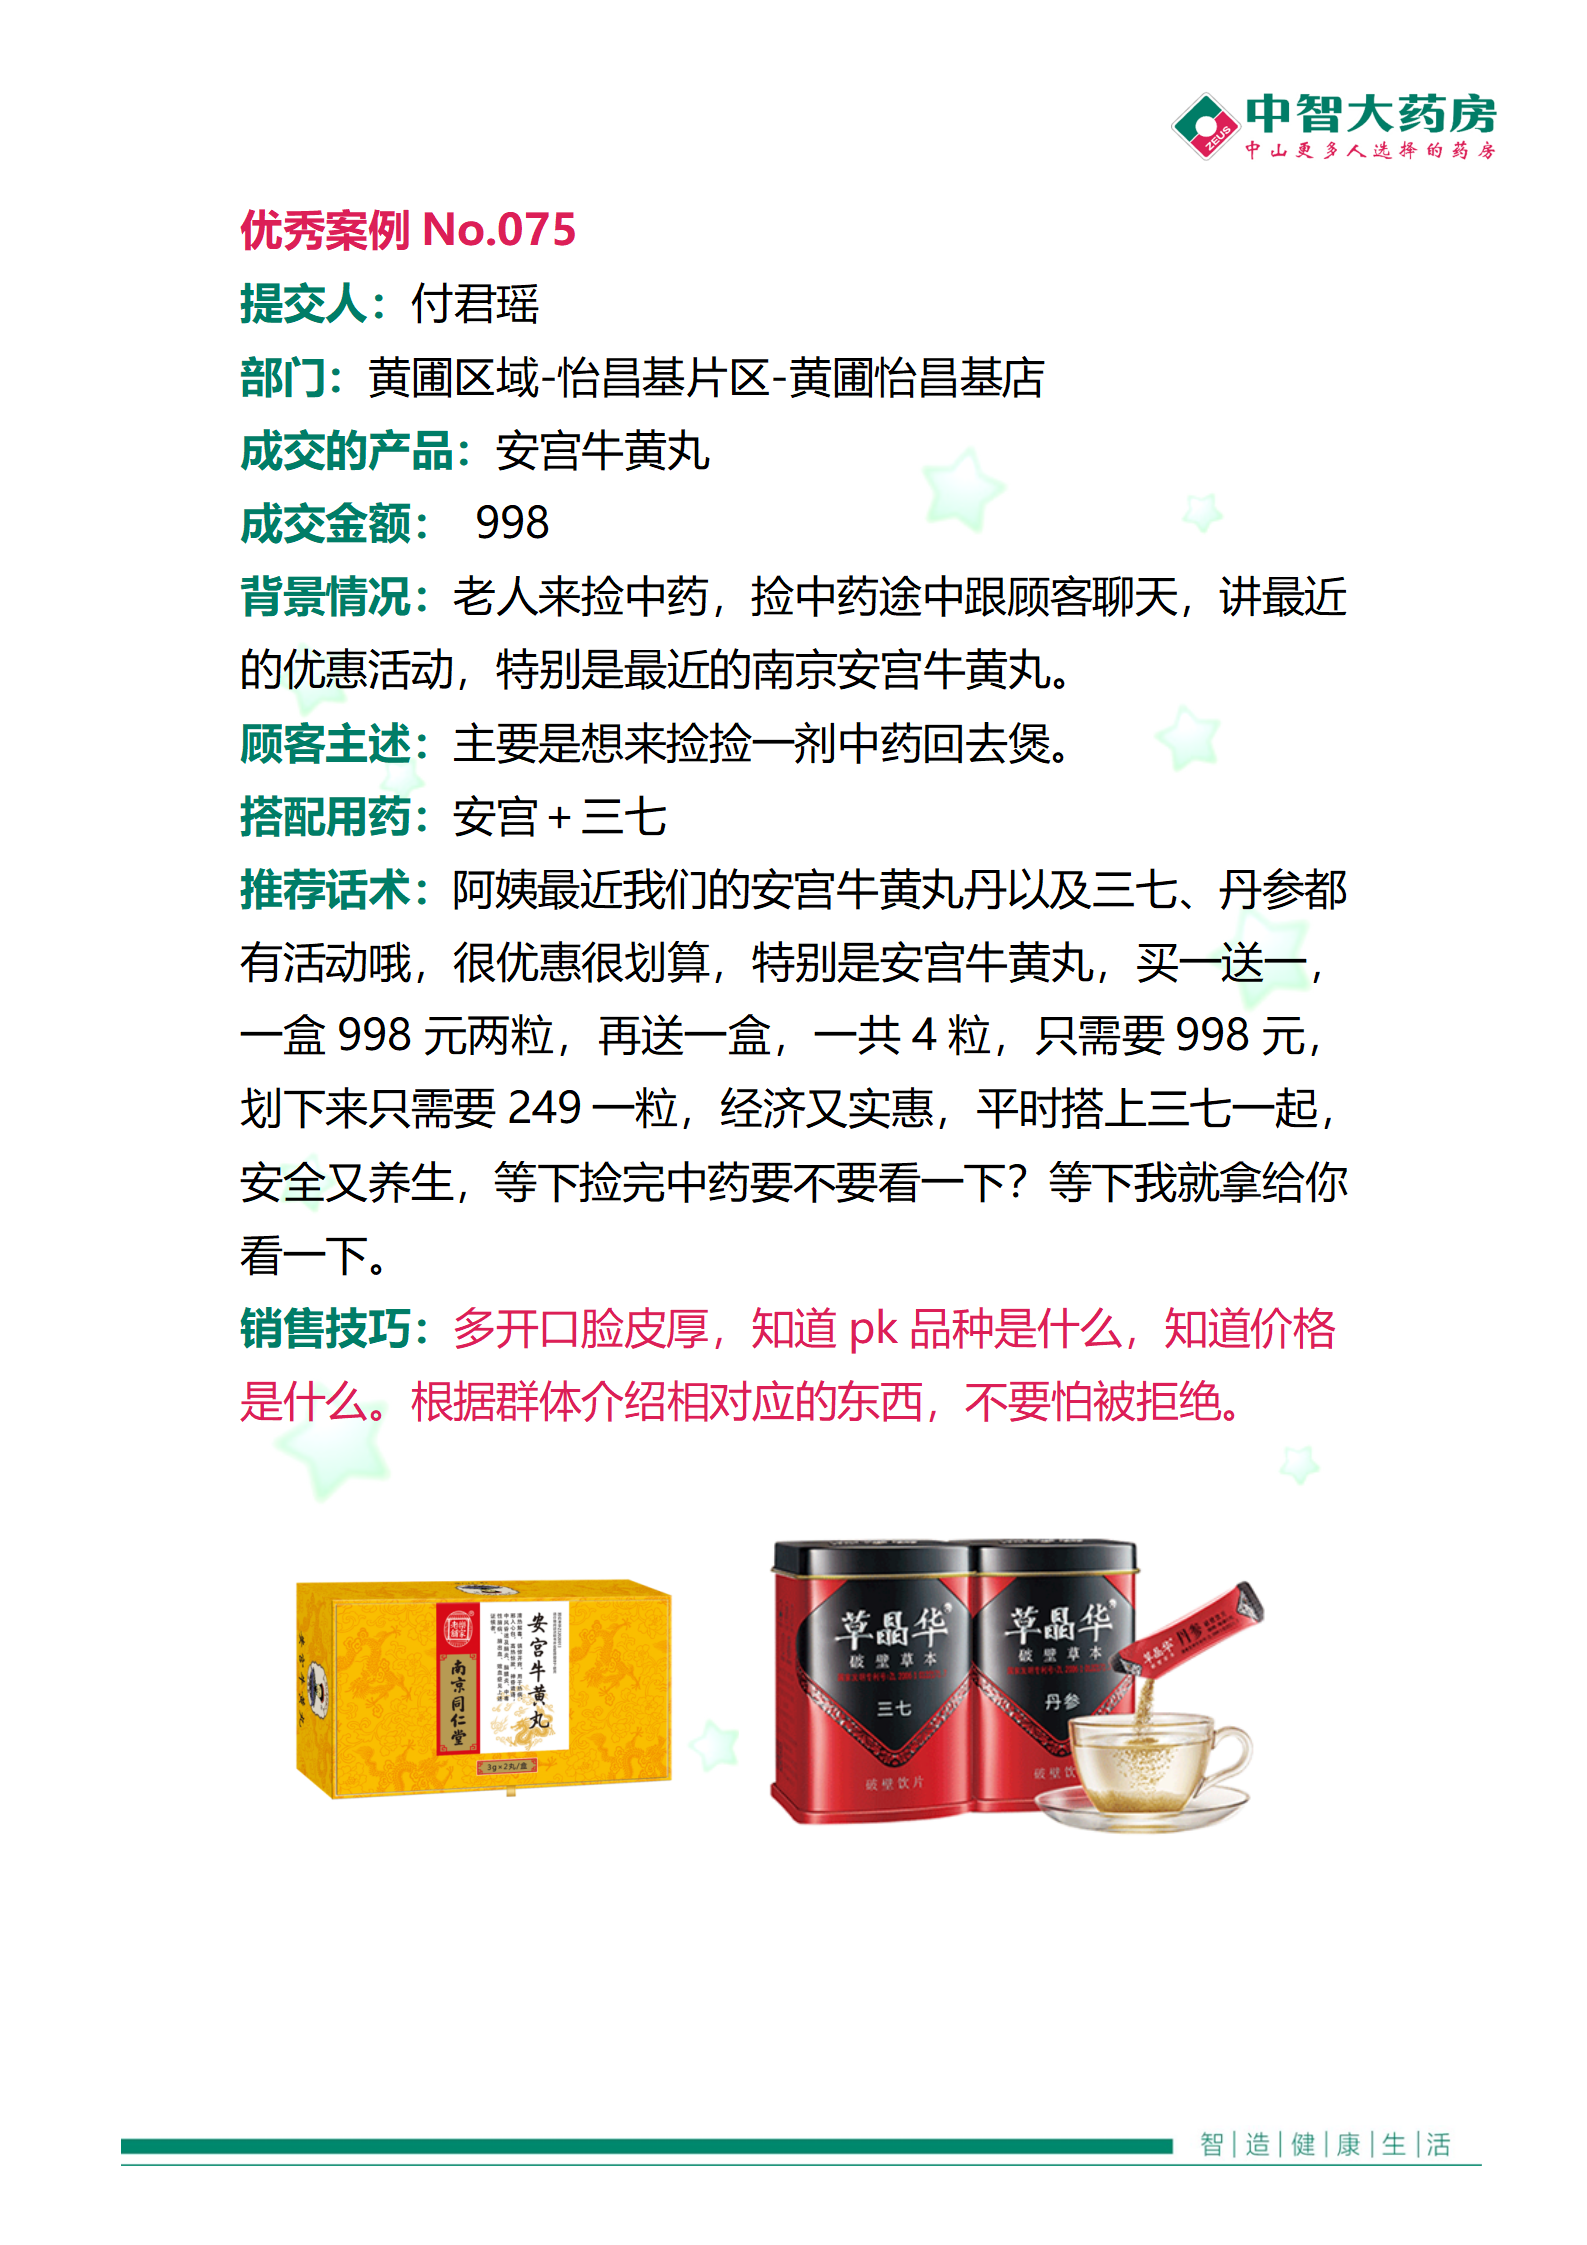 中智大药房
ZEUS
中山更多人选择的药房
优秀案例 No.075
提交人：付君瑶
部门：黄圃区域-怡昌基片区-黄圃怡昌基店
成交的产品：安宫牛黄丸
成交金额： 998
背景情况：老人来捡中药，捡中药途中跟顾客聊天，讲最近
的优惠活动，特别是最近的南京安宫牛黄丸。
顾客主述：主要是想来捡捡一剂中药回去煲。
搭配用药：安宫＋三七
推荐话术：阿姨最近我们的安宫牛黄丸丹以及三七、丹参都
有活动哦，很优惠很划算，特别是安宫牛黄丸，买一送一，
一盒 998 元两粒，再送一盒，一共 4 粒，只需要 998 元，
划下来只需要 249 一粒，经济又实惠，平时搭上三七一起，
安全又养生，等下捡完中药要不要看一下？等下我就拿给你
看一下。
销售技巧：多开口脸皮厚，知道 pk 品种是什么，知道价格
是什么。根据群体介绍相对应的东西，不要怕被拒绝。
安宫牛黄丸
南京同仁堂
3g×2丸/盒
草晶华
破壁草本
三七
破壁饮片
草晶华
破壁草本
丹参
破壁饮
草晶华 丹参
智|造|健|康|生|活